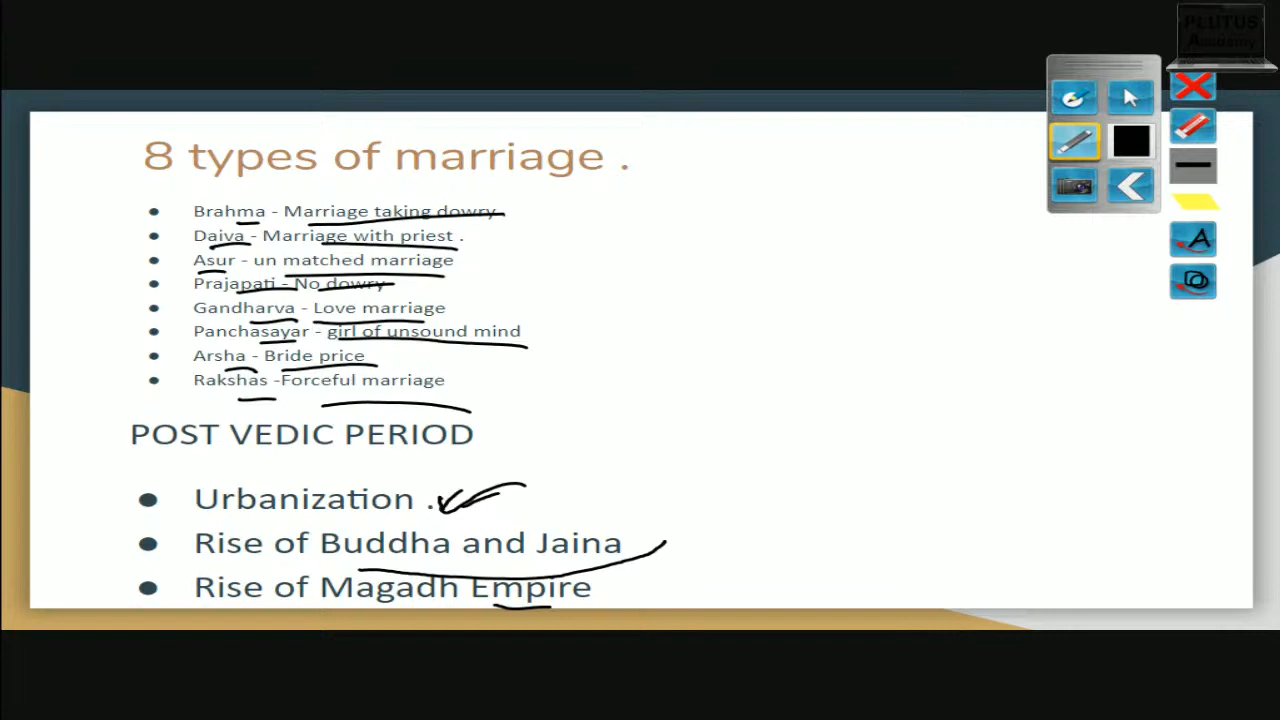 PLUTUS
Academy
8 types of marriage .
● Brahma - Marriage taking dowry
● Daiva - Marriage with priest .
● Asur - un matched marriage
● Prajapati - No dowry
● Gandharva - Love marriage
● Panchasayar - girl of unsound mind
● Arsha - Bride price
● Rakshas -Forceful marriage
POST VEDIC PERIOD
● Urbanization .
● Rise of Buddha and Jaina
● Rise of Magadh Empire